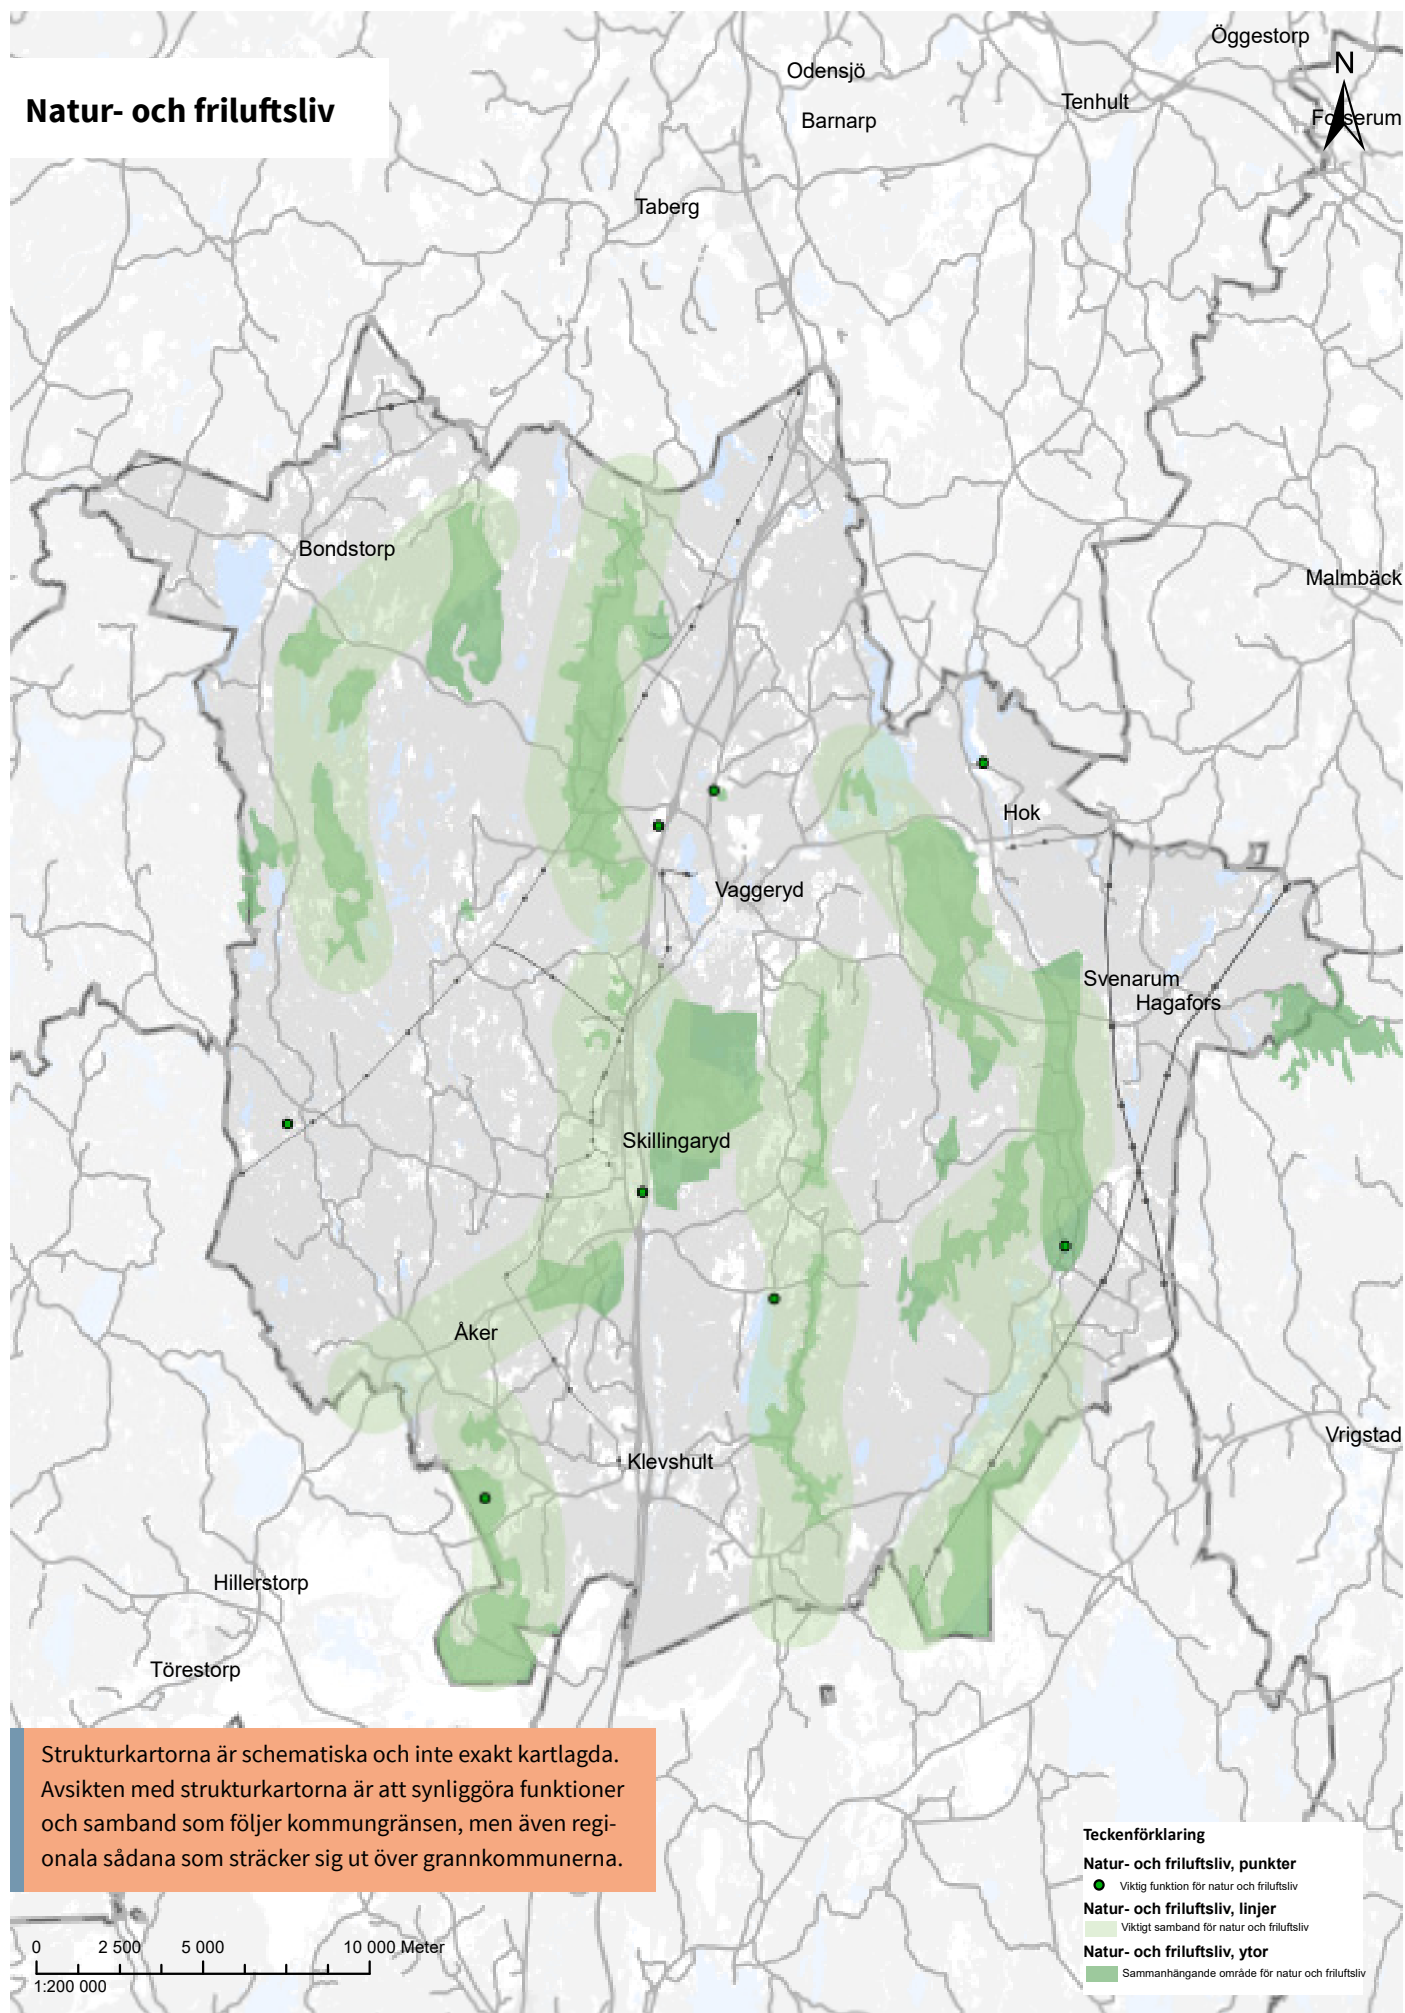 Natur- och friluftsliv
Öggestorp
N
Odensjö
Tenhult
Barnarp
Taberg
Bondstorp
Malmbäck
Hok
Vaggeryd
Svenarum
Hagafors
Skillingaryd
Åker
Vrigstad
Klevshult
Hillerstorp
Törestorp
Strukturkartorna är schematiska och inte exakt kartlagda.
Avsikten med strukturkartorna är att synliggöra funktioner
och samband som följer kommungränsen, men även regi-
onala sådana som sträcker sig ut över grannkommunerna.
Teckenförklaring
Natur- och friluftsliv, punkter
Viktig funktion för natur och friluftsliv
Natur- och friluftsliv, linjer
Viktigt samband för natur och friluftsliv
Natur- och friluftsliv, ytor
Sammanhängande område för natur och friluftsliv
0 2 500 5 000 10 000 Meter
1:200 000